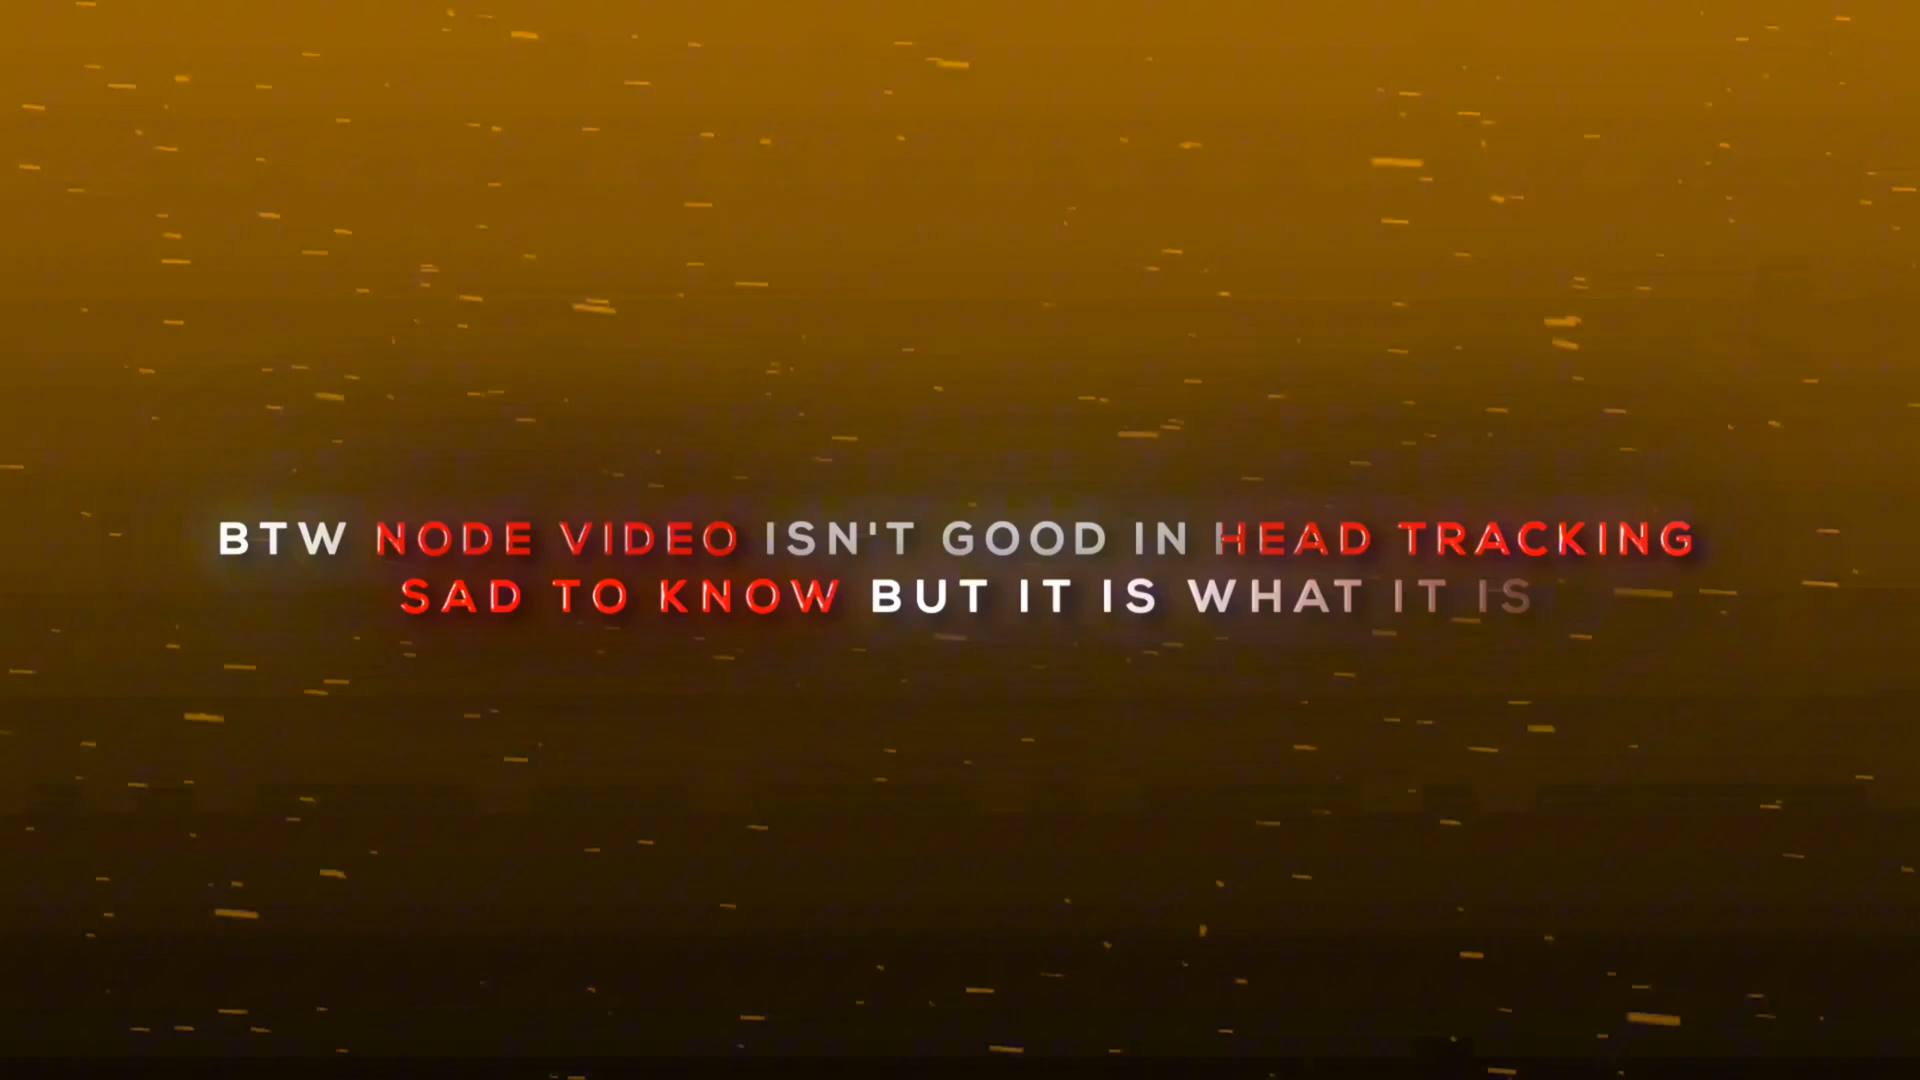 BTW NODE VIDEO ISN'T GOOD IN HEAD TRACKING
SAD TO KNOW BUT IT IS WHAT IT IS